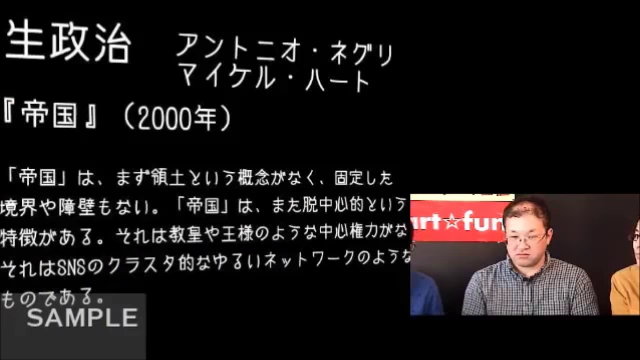 生政治
アントニオ・ネグリ
マイケル・ハート
『帝国』（2000年）
「帝国」は、まず領土という概念がなく、固定した
境界や障壁もない。「帝国」は、また脱中心的という
特徴がある。それは教皇や王様のような中心権力がな
それはSNSのクラスタ的なゆるいネットワークのような
ものである。
art☆fun
SAMPLE